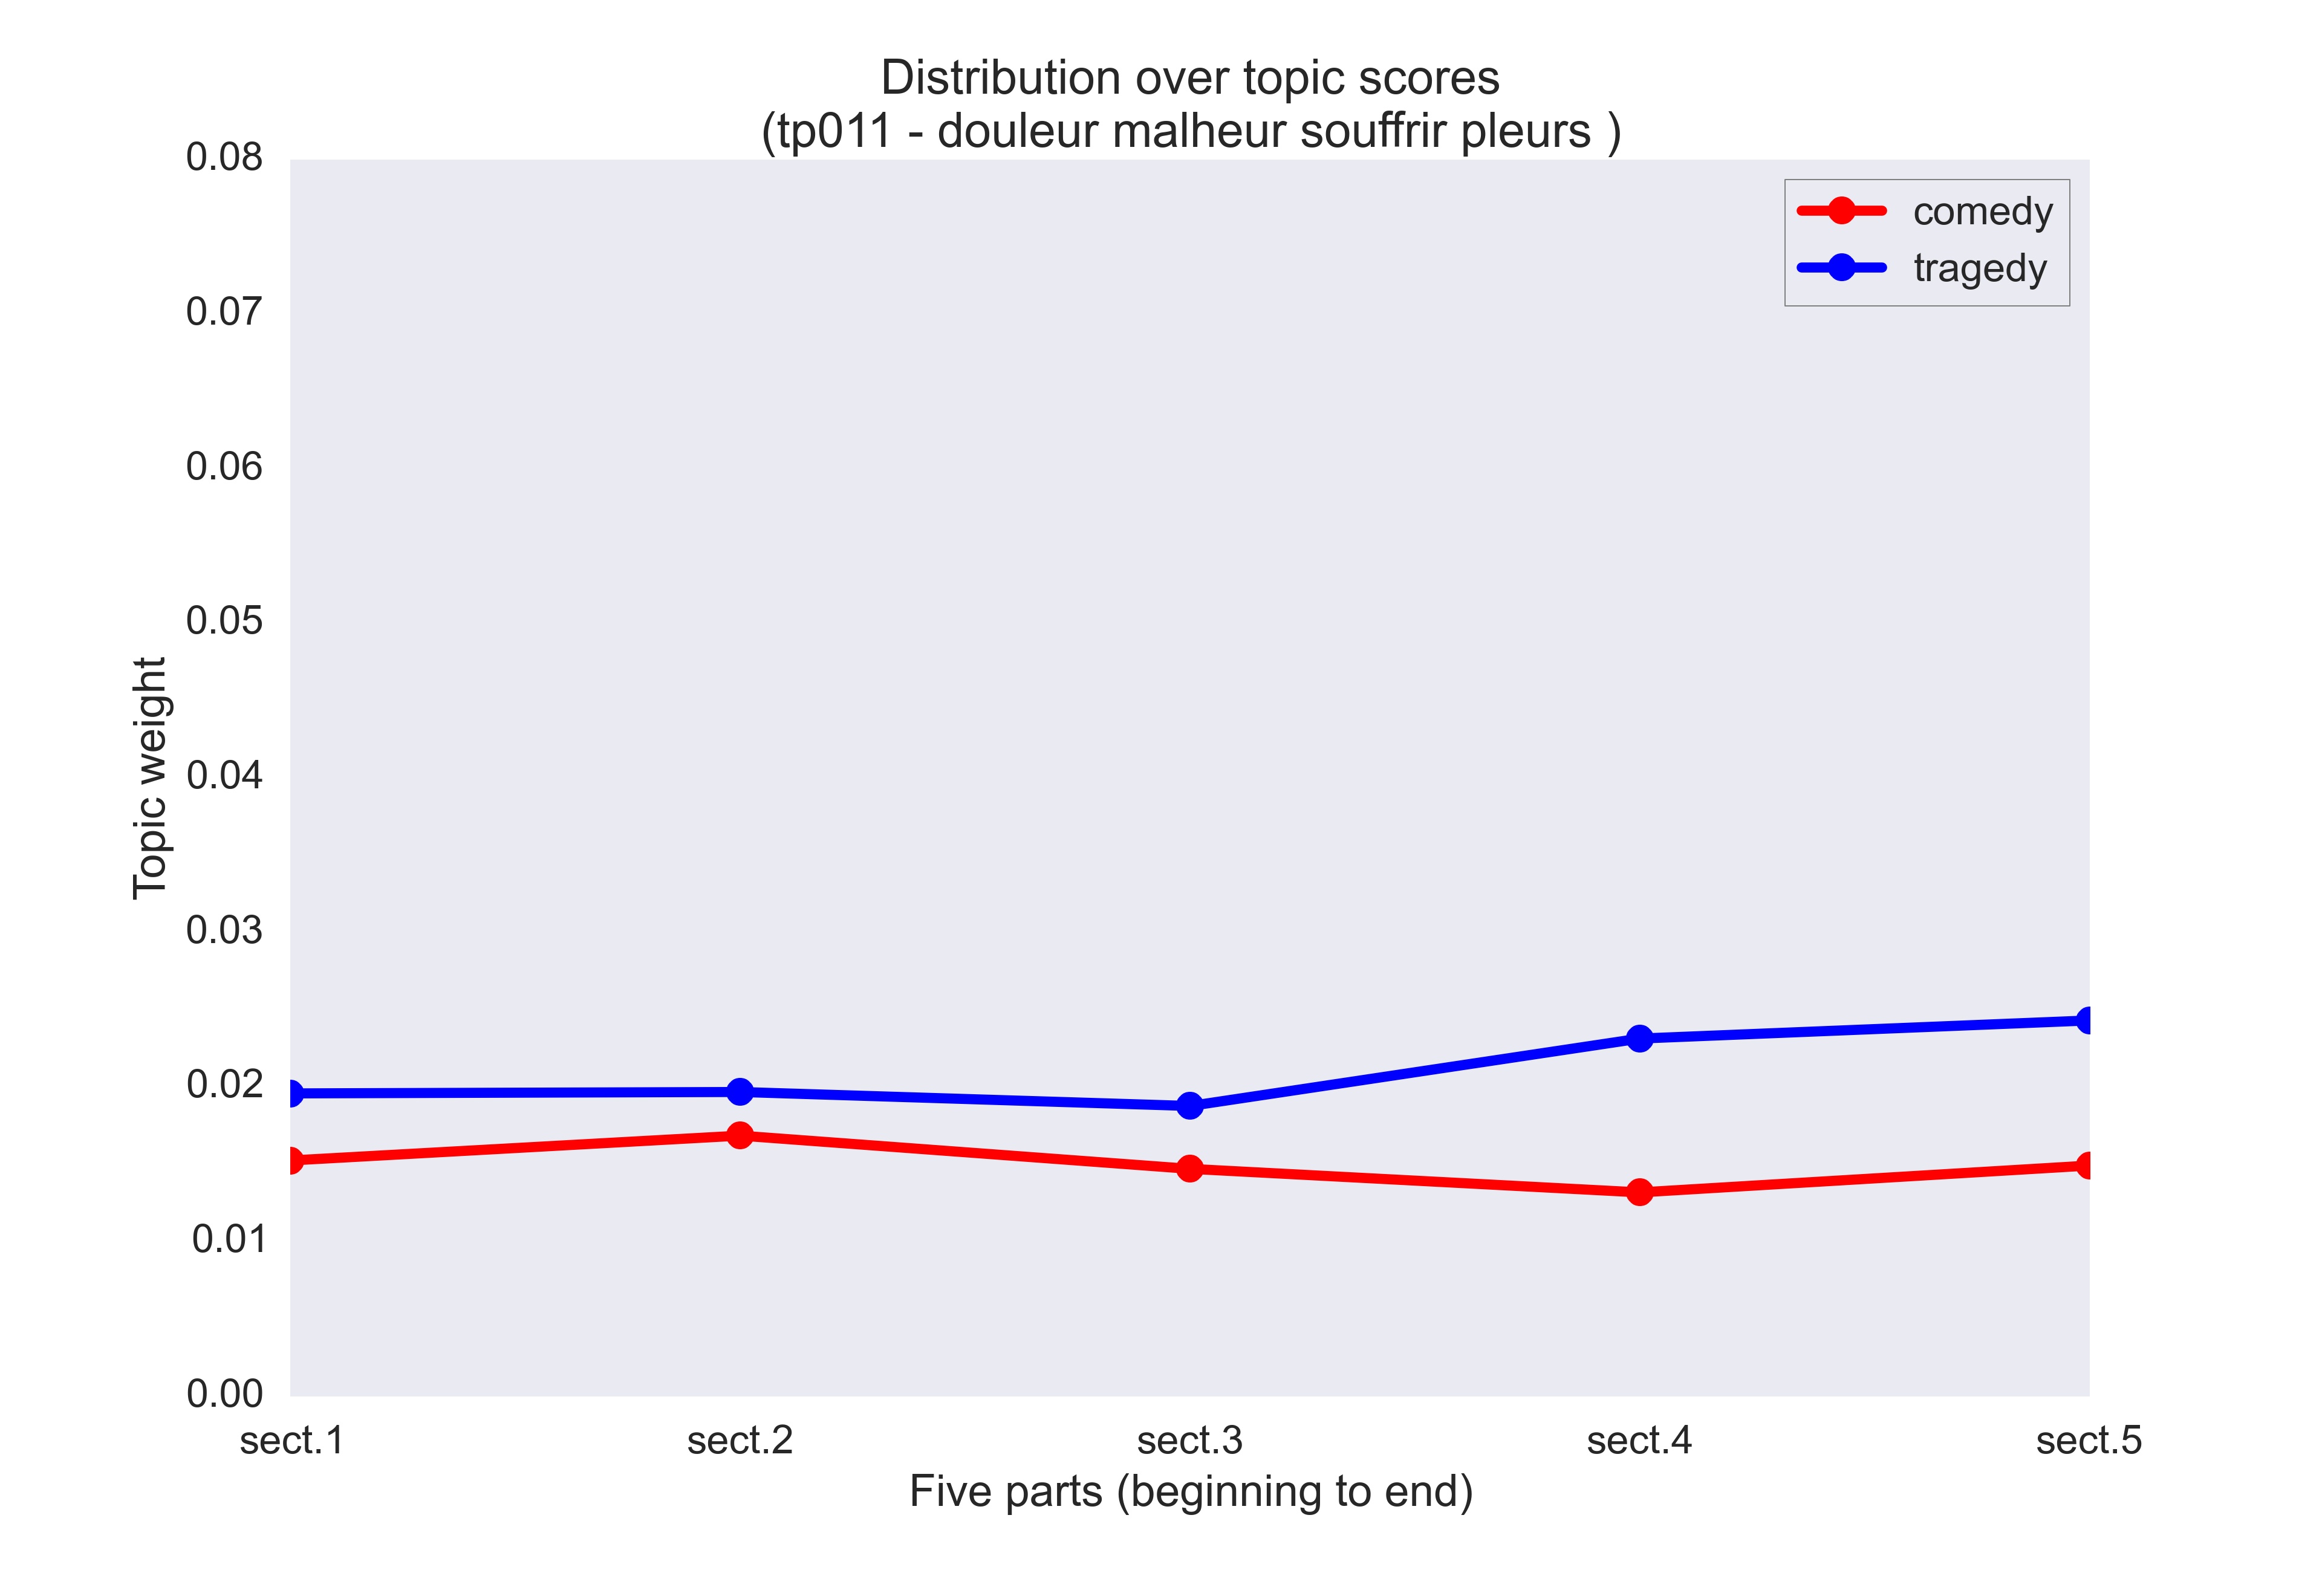 Distribution over topic scores
(tp011 - douleur malheur souffrir pleurs )
comedy
tragedy
0.08
0.07
0.06
0.05
0.04
0.03
0.02
0.01
0.00
Topic weight
sect.1
sect.2
sect.3
sect.4
sect.5
Five parts (beginning to end)